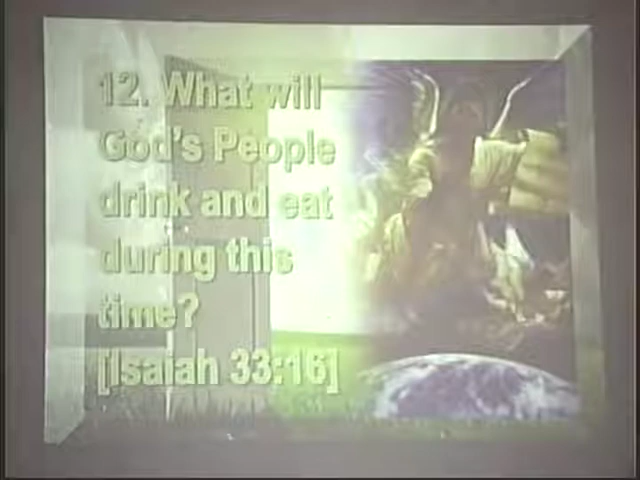 12. What will
God's People
drink and eat
during this
time?
[Isaiah 33:16]